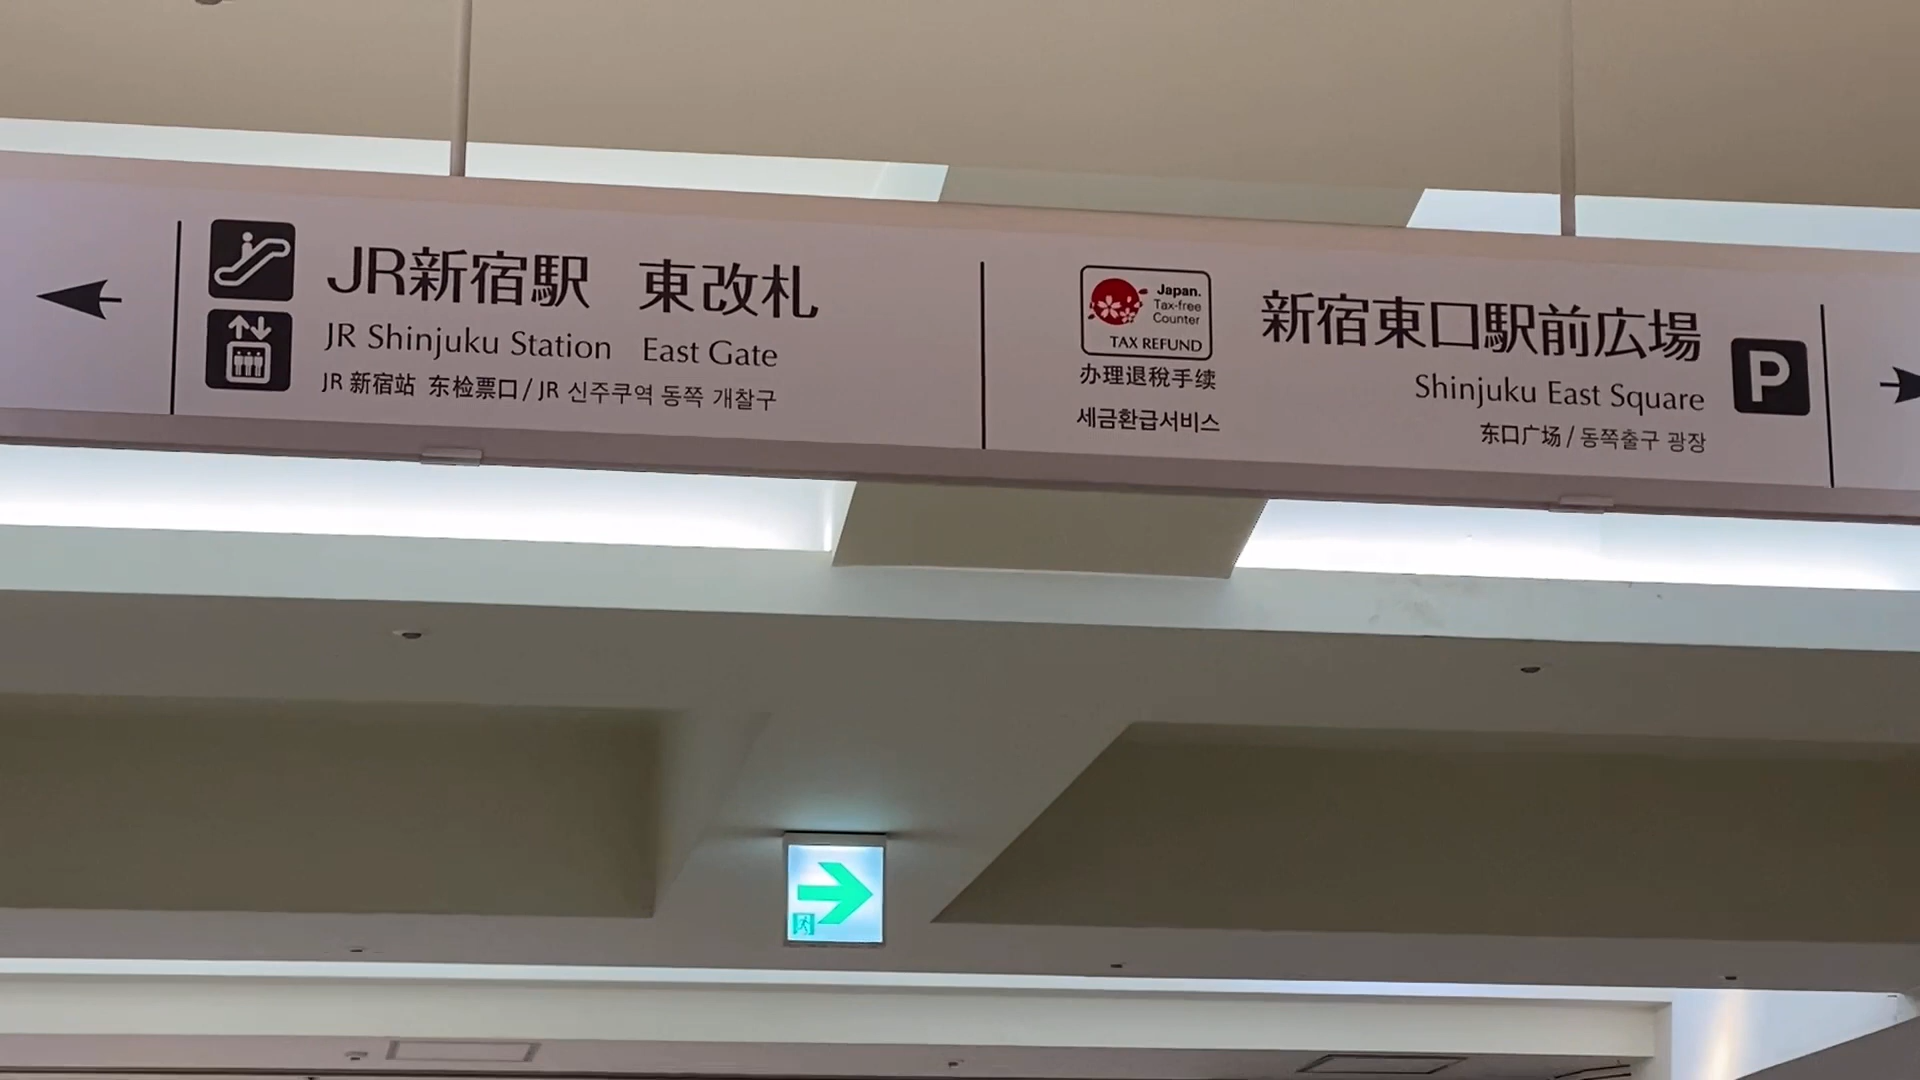 JR新宿駅 東改札
JR Shinjuku Station East Gate
JR 新宿站 东检票口 / JR 신주쿠역 동쪽 개찰구
Japan.
Tax-free
Counter
TAX REFUND
办理退税手续
세금환급서비스
新宿東口駅前広場
Shinjuku East Square
东口广场 / 동쪽출구 광장
P